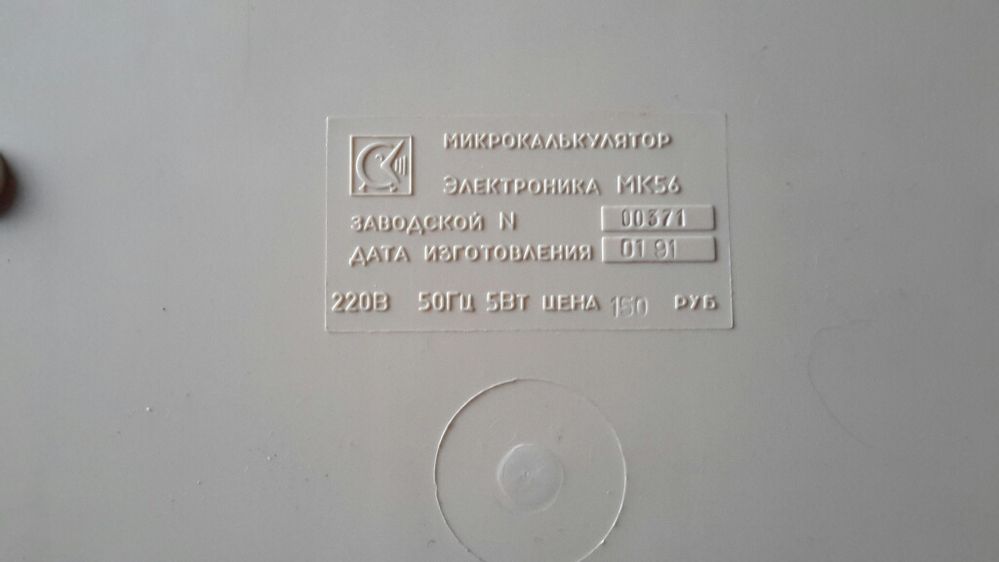 МИКРОКАЛЬКУЛЯТОР
ЭЛЕКТРОНИКА МК56
ЗАВОДСКОЙ N 00371
ДАТА ИЗГОТОВЛЕНИЯ 01 91
220В 50ГЦ 5ВТ ЦЕНА 150 РУБ